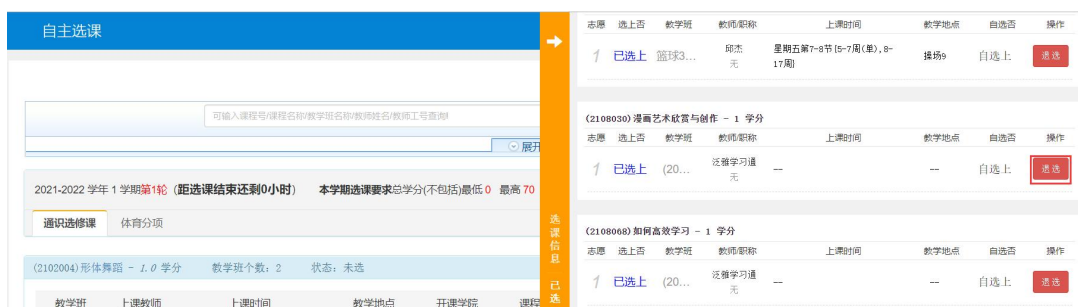 自主选课
可输入课程号/课程名称/教学班名称/教师姓名/教师工号查询!
展开
2021-2022 学年 1 学期第1轮（距选课结束还剩0小时） 本学期选课要求总学分(不包括)最低 0 最高 70
通识选修课 体育分项
(2102004)形体舞蹈 - 1.0 学分 教学班个数：2 状态：未选
教学班 上课教师 上课时间 教学地点 开课学院 课程
选课信息 已选
志愿 选上否 教学班 教师/职称 上课时间 教学地点 自选否 操作
1 已选上 篮球3... 邱杰 星期五第7-8节{5-7周(单),8- 操场9 自选上 退选
无 17周}
(2108030)漫画艺术欣赏与创作 - 1 学分
志愿 选上否 教学班 教师/职称 上课时间 教学地点 自选否 操作
1 已选上 (20... 泛雅学习通 -- -- 自选上 退选
无
(2108068)如何高效学习 - 1 学分
志愿 选上否 教学班 教师/职称 上课时间 教学地点 自选否 操作
1 已选上 (20... 泛雅学习通 -- -- 自选上 退选
无